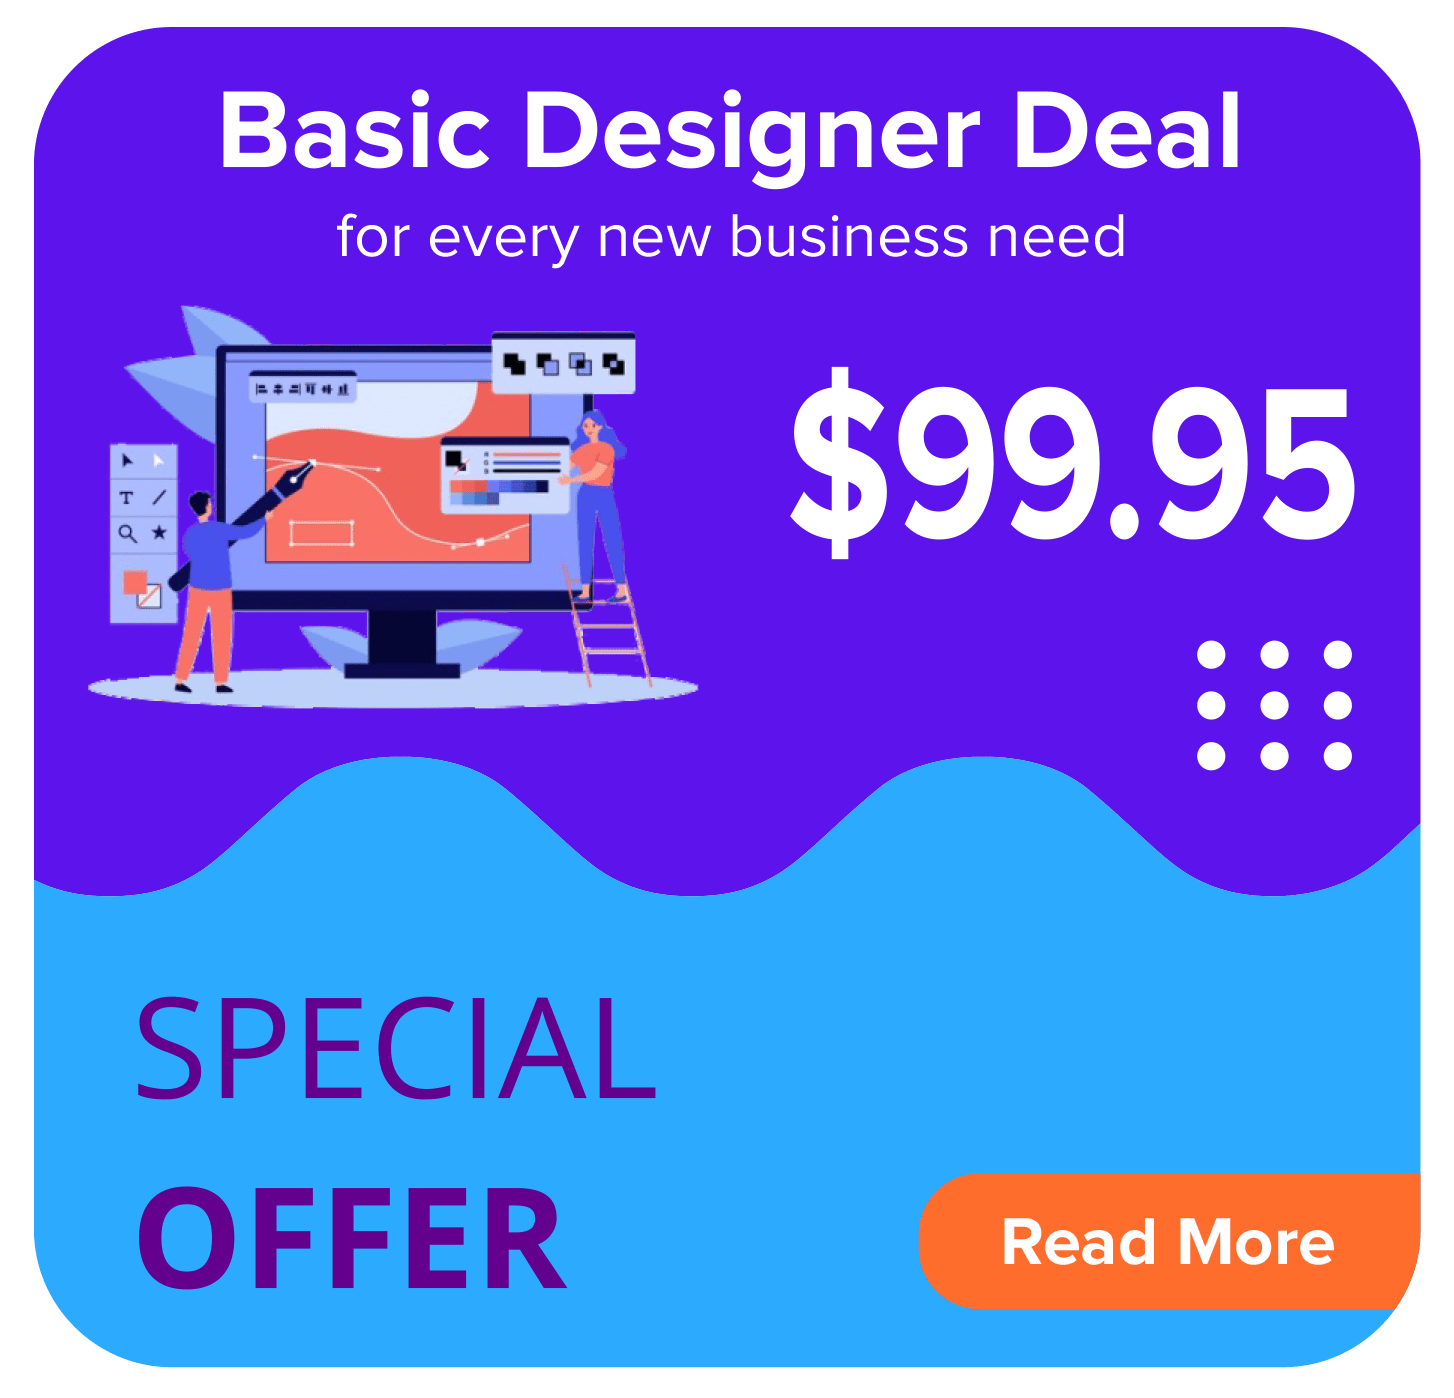 Basic Designer Deal
for every new business need
$99.95
T
SPECIAL
OFFER
Read More